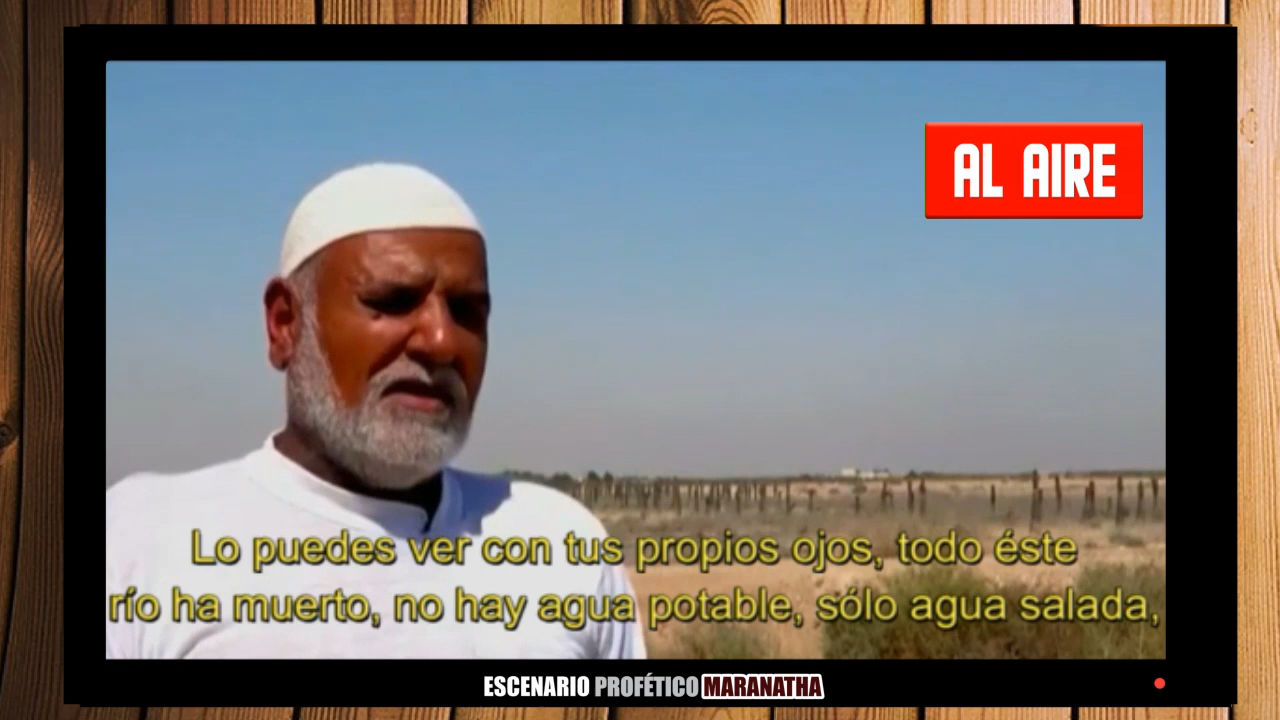 AL AIRE
Lo puedes ver con tus propios ojos, todo éste
río ha muerto, no hay agua potable, sólo agua salada,
ESCENARIO PROFÉTICO MARANATHA